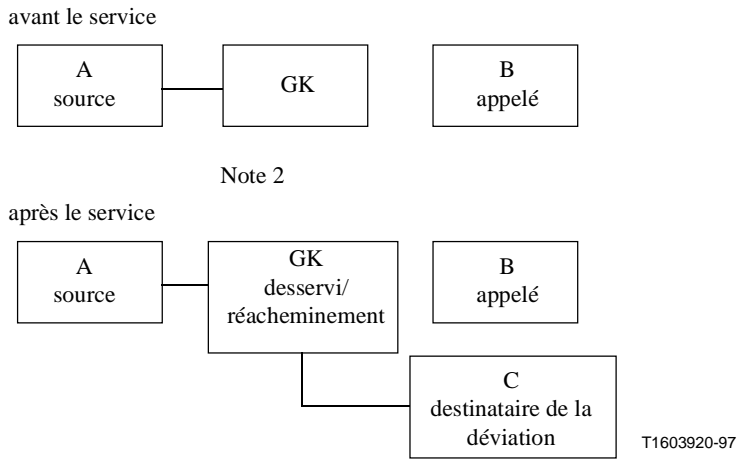 avant le service
A
source
GK
B
appelé
Note 2
après le service
A
source
GK
desservi/
réacheminement
B
appelé
C
destinataire de la
déviation
T1603920-97